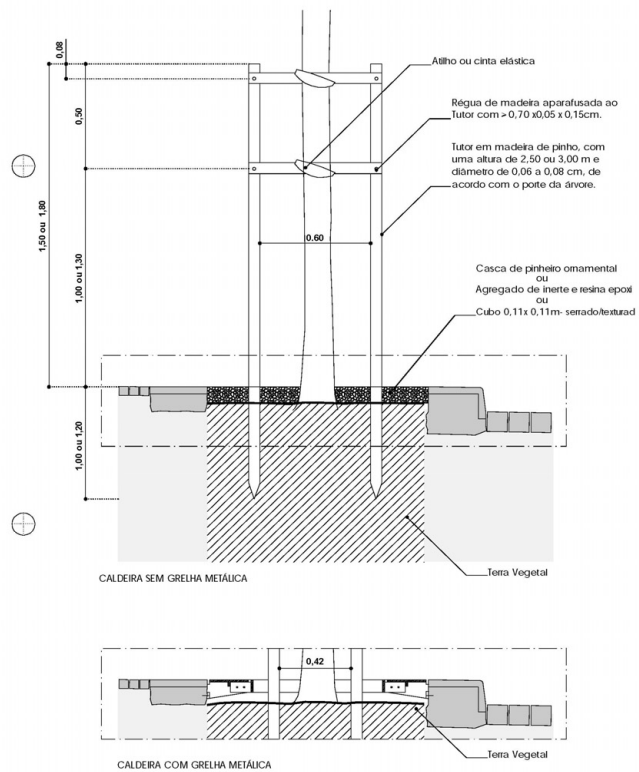 0,08
Atilho ou cinta elástica
0,50
Régua de madeira aparafusada ao
Tutor com > 0,70 x0,05 x 0,15cm.
Tutor em madeira de pinho, com
uma altura de 2,50 ou 3,00 m e
diâmetro de 0,06 a 0,08 cm, de
acordo com o porte da árvore.
1,50 ou 1,80
0.60
1,00 ou 1,30
Casca de pinheiro ornamental
ou
Agregado de inerte e resina epoxi
ou
Cubo 0,11x 0,11m- serrado/texturad
1,00 ou 1,20
Terra Vegetal
CALDEIRA SEM GRELHA METÁLICA
0,42
Terra Vegetal
CALDEIRA COM GRELHA METÁLICA